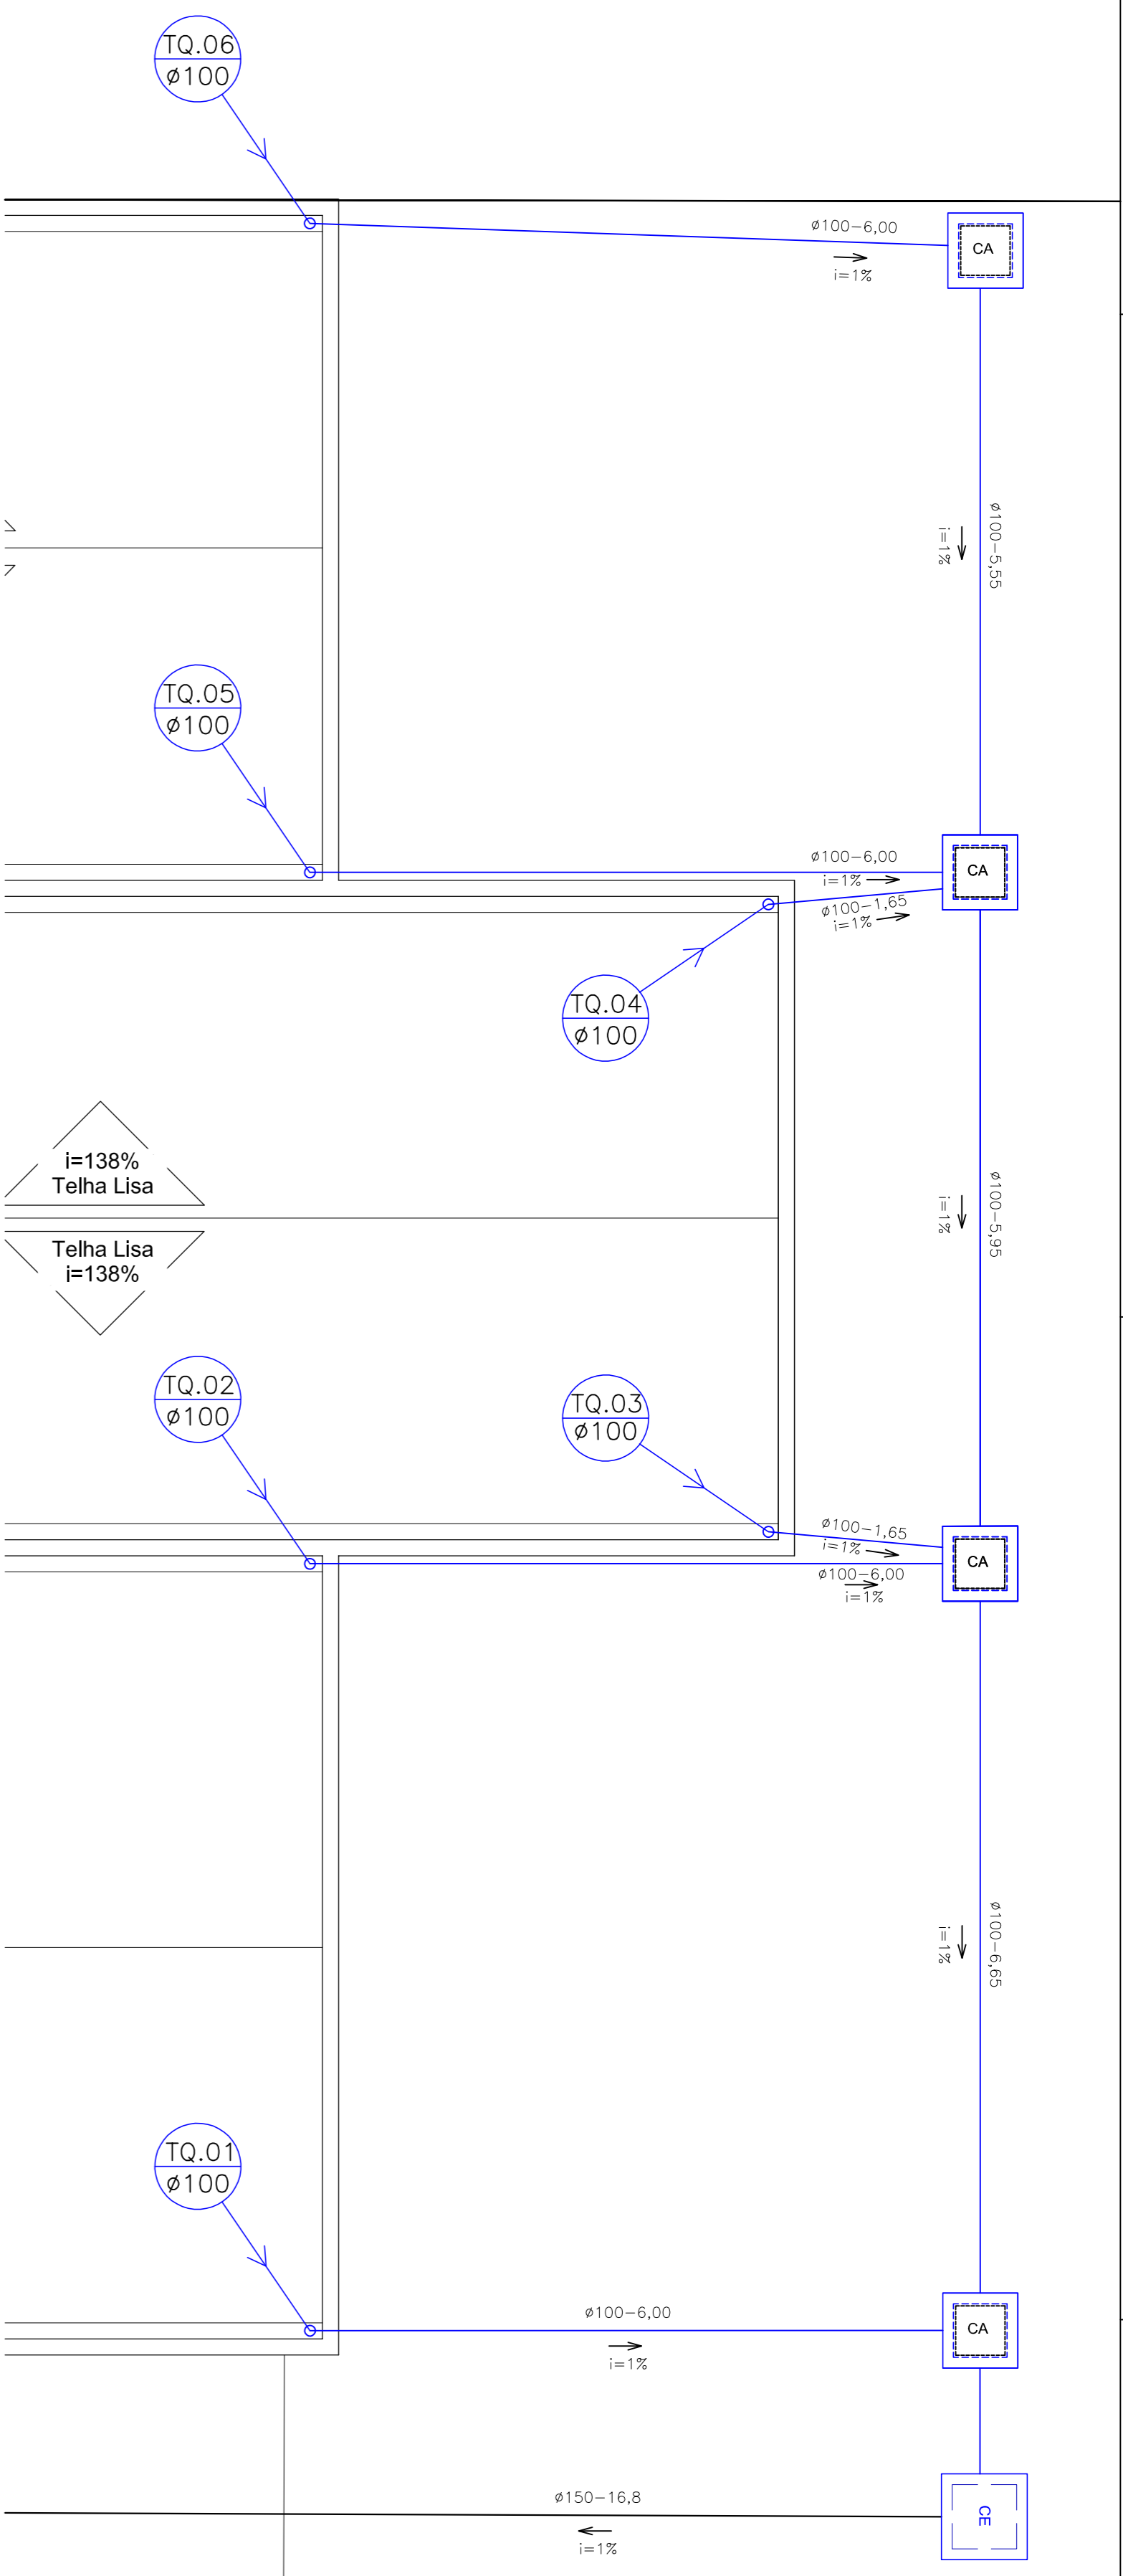 TQ.06
ø100
ø100-6,00
i=1%
CA
ø100-5,55
i=1%
TQ.05
ø100
ø100-6,00
i=1%
CA
ø100-1,65
i=1%
TQ.04
ø100
i=138%
Telha Lisa
Telha Lisa
i=138%
ø100-5,95
i=1%
TQ.02
ø100
TQ.03
ø100
ø100-1,65
i=1%
CA
ø100-6,00
i=1%
ø100-6,65
i=1%
TQ.01
ø100
ø100-6,00
i=1%
CA
ø150-16,8
i=1%
CE